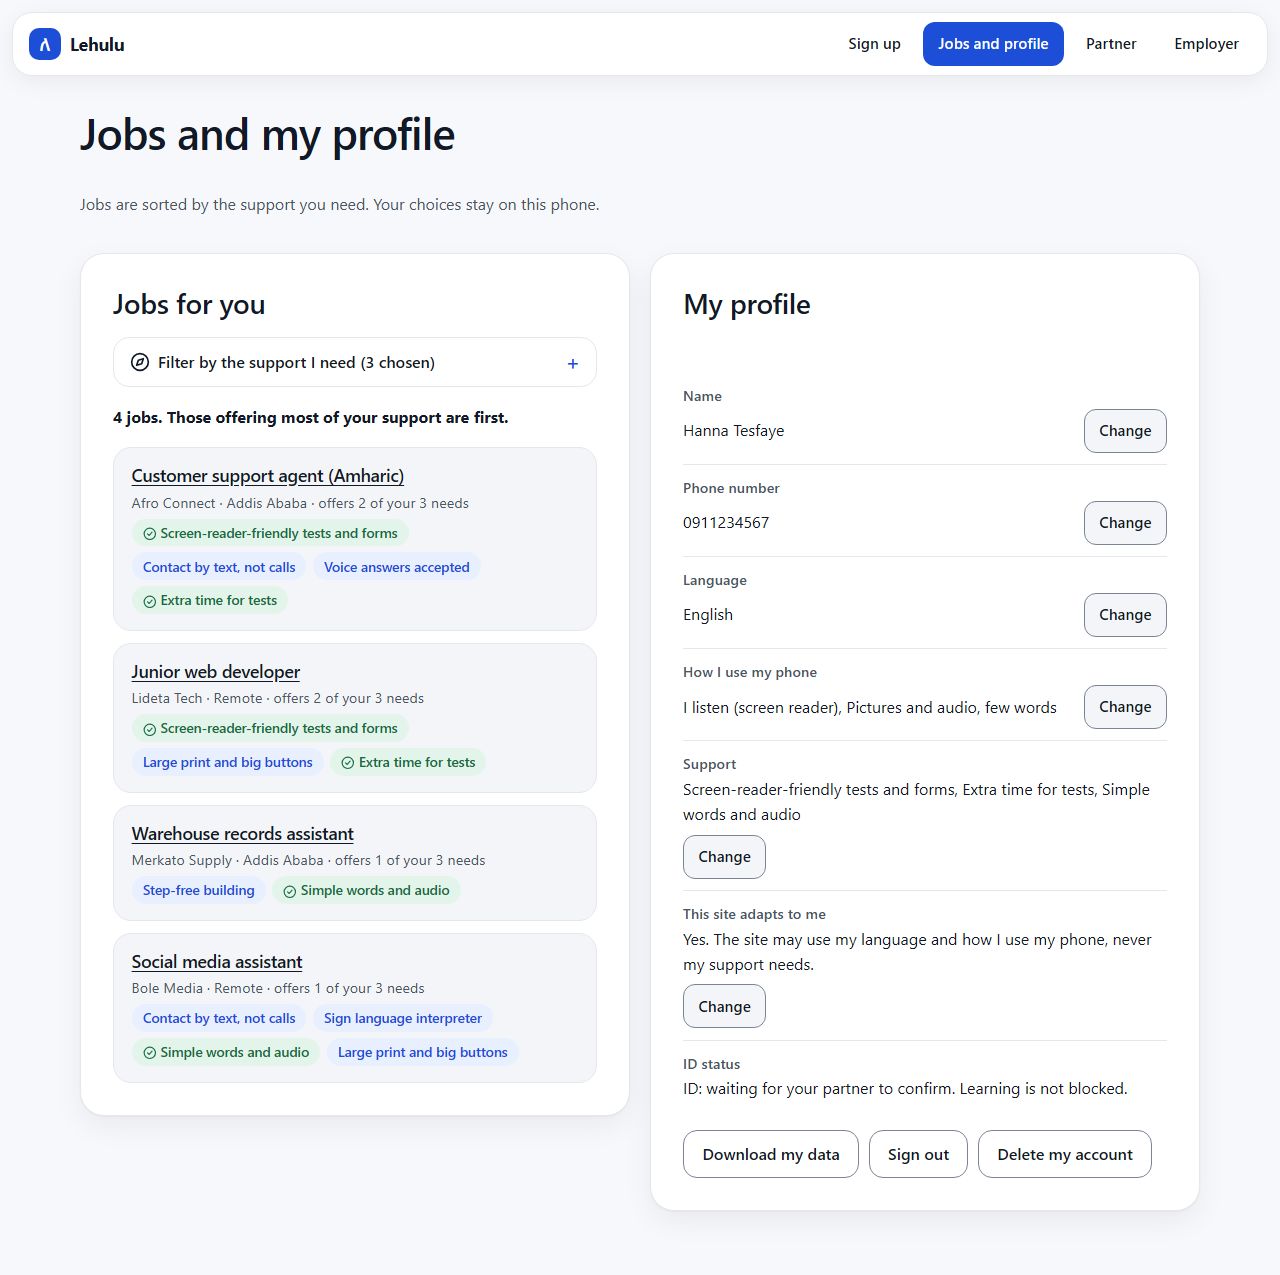 Lehulu
Sign up
Jobs and profile
Partner
Employer
Jobs and my profile
Jobs are sorted by the support you need. Your choices stay on this phone.
Jobs for you
Filter by the support I need (3 chosen)
+
4 jobs. Those offering most of your support are first.
Customer support agent (Amharic)
Afro Connect · Addis Ababa · offers 2 of your 3 needs
Screen-reader-friendly tests and forms
Contact by text, not calls
Voice answers accepted
Extra time for tests
Junior web developer
Lideta Tech · Remote · offers 2 of your 3 needs
Screen-reader-friendly tests and forms
Large print and big buttons
Extra time for tests
Warehouse records assistant
Merkato Supply · Addis Ababa · offers 1 of your 3 needs
Step-free building
Simple words and audio
Social media assistant
Bole Media · Remote · offers 1 of your 3 needs
Contact by text, not calls
Sign language interpreter
Simple words and audio
Large print and big buttons
My profile
Name
Hanna Tesfaye
Change
Phone number
0911234567
Change
Language
English
Change
How I use my phone
I listen (screen reader), Pictures and audio, few words
Change
Support
Screen-reader-friendly tests and forms, Extra time for tests, Simple
words and audio
Change
This site adapts to me
Yes. The site may use my language and how I use my phone, never
my support needs.
Change
ID status
ID: waiting for your partner to confirm. Learning is not blocked.
Download my data
Sign out
Delete my account